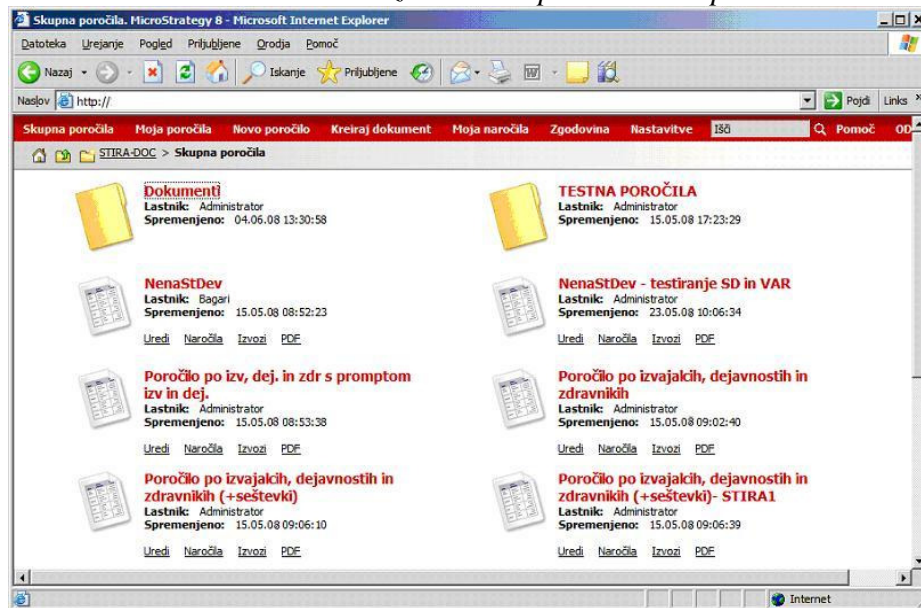 Skupna poročila. MicroStrategy 8 - Microsoft Internet Explorer
Datoteka Urejanje Pogled Priljubljene Orodja Pomoč
Nazaj Iskanje Priljubljene
Naslov http:// Pojdi Links »
Skupna poročila Moja poročila Novo poročilo Kreiraj dokument Moja naročila Zgodovina Nastavitve Išči Pomoč OD
STIRA-DOC > Skupna poročila
Dokumenti
Lastnik: Administrator
Spremenjeno: 04.06.08 13:30:58
TESTNA POROČILA
Lastnik: Administrator
Spremenjeno: 15.05.08 17:23:29
NenaStDev
Lastnik: Bagari
Spremenjeno: 15.05.08 08:52:23
Uredi Naročila Izvozi PDF
NenaStDev - testiranje SD in VAR
Lastnik: Administrator
Spremenjeno: 23.05.08 10:06:34
Uredi Naročila Izvozi PDF
Poročilo po izv, dej. in zdr s promptom
izv in dej.
Lastnik: Administrator
Spremenjeno: 15.05.08 08:53:38
Uredi Naročila Izvozi PDF
Poročilo po izvajalcih, dejavnostih in
zdravnikih
Lastnik: Administrator
Spremenjeno: 15.05.08 09:02:40
Uredi Naročila Izvozi PDF
Poročilo po izvajalcih, dejavnostih in
zdravnikih (+seštevki)
Lastnik: Administrator
Spremenjeno: 15.05.08 09:06:10
Uredi Naročila Izvozi PDF
Poročilo po izvajalcih, dejavnostih in
zdravnikih (+seštevki)- STIRA1
Lastnik: Administrator
Spremenjeno: 15.05.08 09:06:39
Uredi Naročila Izvozi PDF
Internet